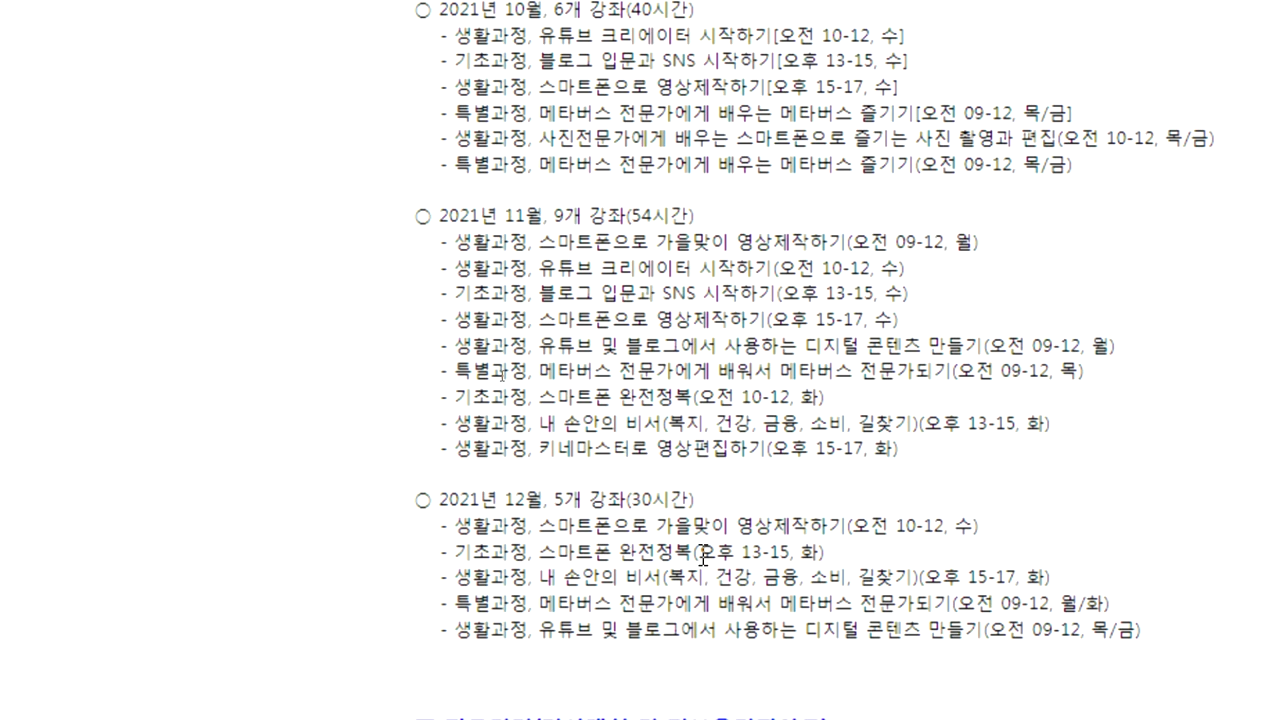 ○ 2021년 10월, 6개 강좌(40시간)
- 생활과정, 유튜브 크리에이터 시작하기[오전 10-12, 수]
- 기초과정, 블로그 입문과 SNS 시작하기[오후 13-15, 수]
- 생활과정, 스마트폰으로 영상제작하기[오후 15-17, 수]
- 특별과정, 메타버스 전문가에게 배우는 메타버스 즐기기[오전 09-12, 목/금]
- 생활과정, 사진전문가에게 배우는 스마트폰으로 즐기는 사진 촬영과 편집(오전 10-12, 목/금)
- 특별과정, 메타버스 전문가에게 배우는 메타버스 즐기기(오전 09-12, 목/금)
○ 2021년 11월, 9개 강좌(54시간)
- 생활과정, 스마트폰으로 가을맞이 영상제작하기(오전 09-12, 월)
- 생활과정, 유튜브 크리에이터 시작하기(오전 10-12, 수)
- 기초과정, 블로그 입문과 SNS 시작하기(오후 13-15, 수)
- 생활과정, 스마트폰으로 영상제작하기(오후 15-17, 수)
- 생활과정, 유튜브 및 블로그에서 사용하는 디지털 콘텐츠 만들기(오전 09-12, 월)
- 특별과정, 메타버스 전문가에게 배워서 메타버스 전문가되기(오전 09-12, 목)
- 기초과정, 스마트폰 완전정복(오전 10-12, 화)
- 생활과정, 내 손안의 비서(복지, 건강, 금융, 소비, 길찾기)(오후 13-15, 화)
- 생활과정, 키네마스터로 영상편집하기(오후 15-17, 화)
○ 2021년 12월, 5개 강좌(30시간)
- 생활과정, 스마트폰으로 가을맞이 영상제작하기(오전 10-12, 수)
- 기초과정, 스마트폰 완전정복(오후 13-15, 화)
- 생활과정, 내 손안의 비서(복지, 건강, 금융, 소비, 길찾기)(오후 15-17, 화)
- 특별과정, 메타버스 전문가에게 배워서 메타버스 전문가되기(오전 09-12, 월/화)
- 생활과정, 유튜브 및 블로그에서 사용하는 디지털 콘텐츠 만들기(오전 09-12, 목/금)